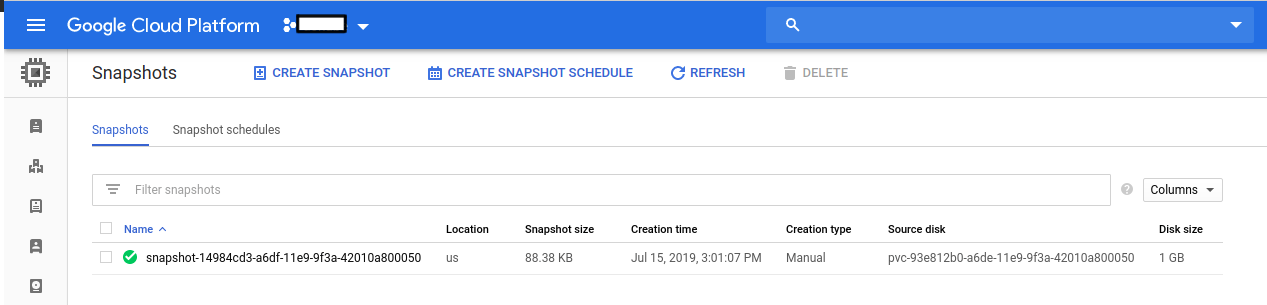 Google Cloud Platform
Snapshots CREATE SNAPSHOT CREATE SNAPSHOT SCHEDULE REFRESH DELETE
Snapshots Snapshot schedules
Filter snapshots ? Columns
Name Location Snapshot size Creation time Creation type Source disk Disk size
snapshot-14984cd3-a6df-11e9-9f3a-42010a800050 us 88.38 KB Jul 15, 2019, 3:01:07 PM Manual pvc-93e812b0-a6de-11e9-9f3a-42010a800050 1 GB